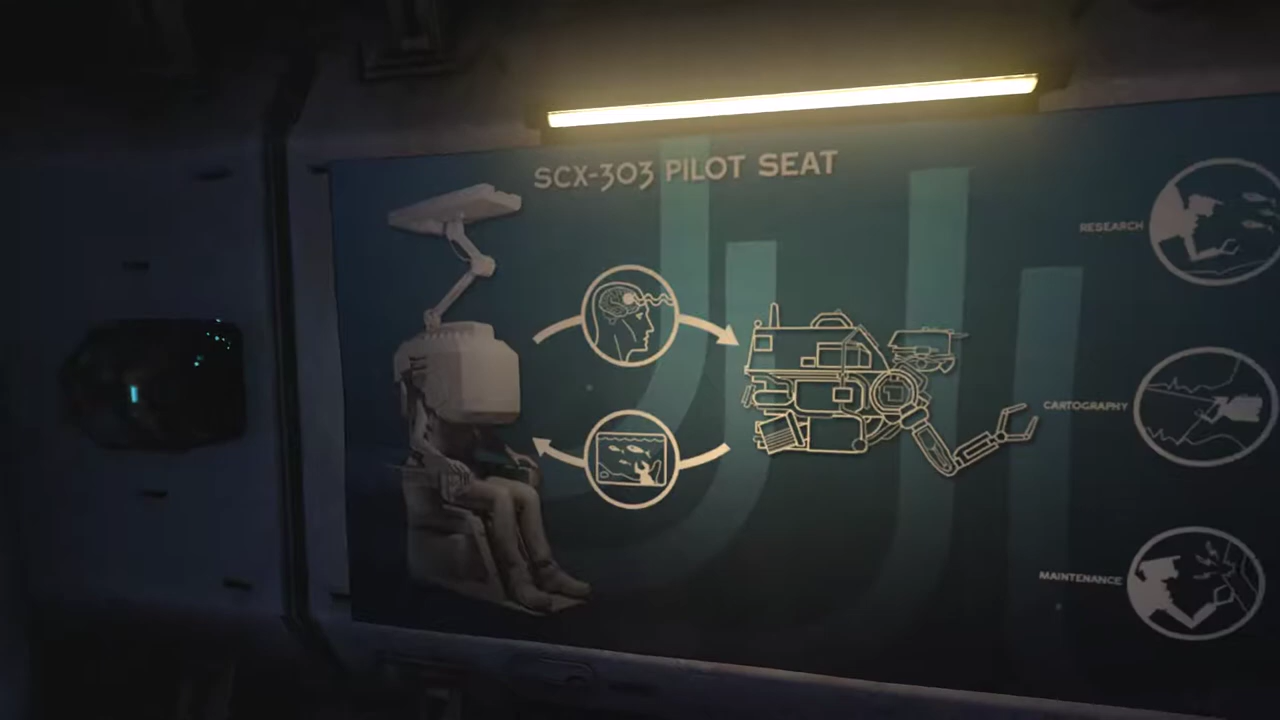 SCX-303 PILOT SEAT
RESEARCH
CARTOGRAPHY
MAINTENANCE